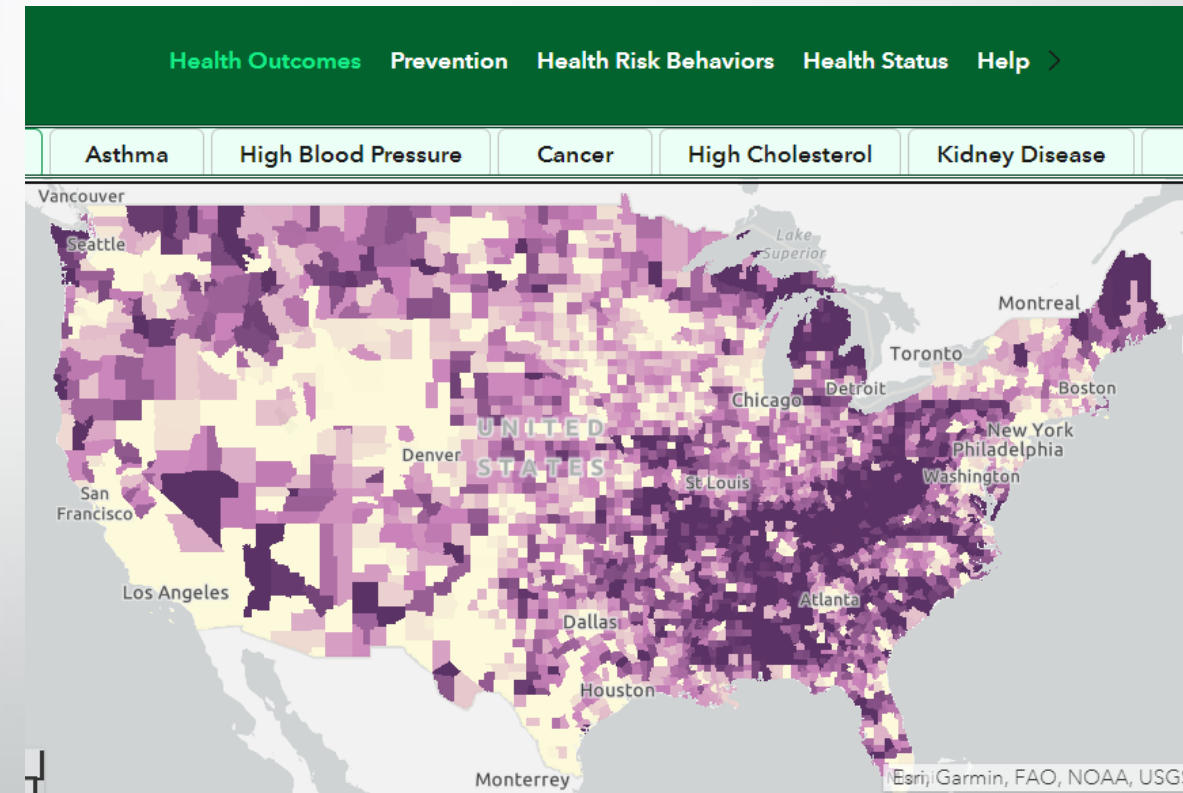 Health Outcomes Prevention Health Risk Behaviors Health Status Help >
Asthma High Blood Pressure Cancer High Cholesterol Kidney Disease
Vancouver
Seattle
Lake
Superior
Montreal
Toronto
Boston
Chicago
Detroit
New York
Philadelphia
UNITED
STATES
Denver
St Louis
Washington
San
Francisco
Los Angeles
Atlanta
Dallas
Houston
Monterrey
Esri, Garmin, FAO, NOAA, USGS